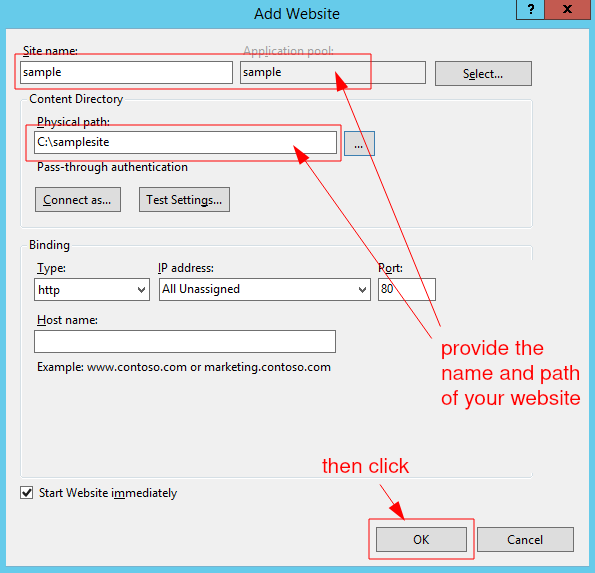 Add Website
?
x
Site name:
Application pool:
sample
sample
Select...
Content Directory
Physical path:
C:\samplesite
...
Pass-through authentication
Connect as...
Test Settings...
Binding
Type:
IP address:
Port:
http
All Unassigned
80
Host name:
provide the
name and path
of your website
Example: www.contoso.com or marketing.contoso.com
then click
Start Website immediately
OK
Cancel